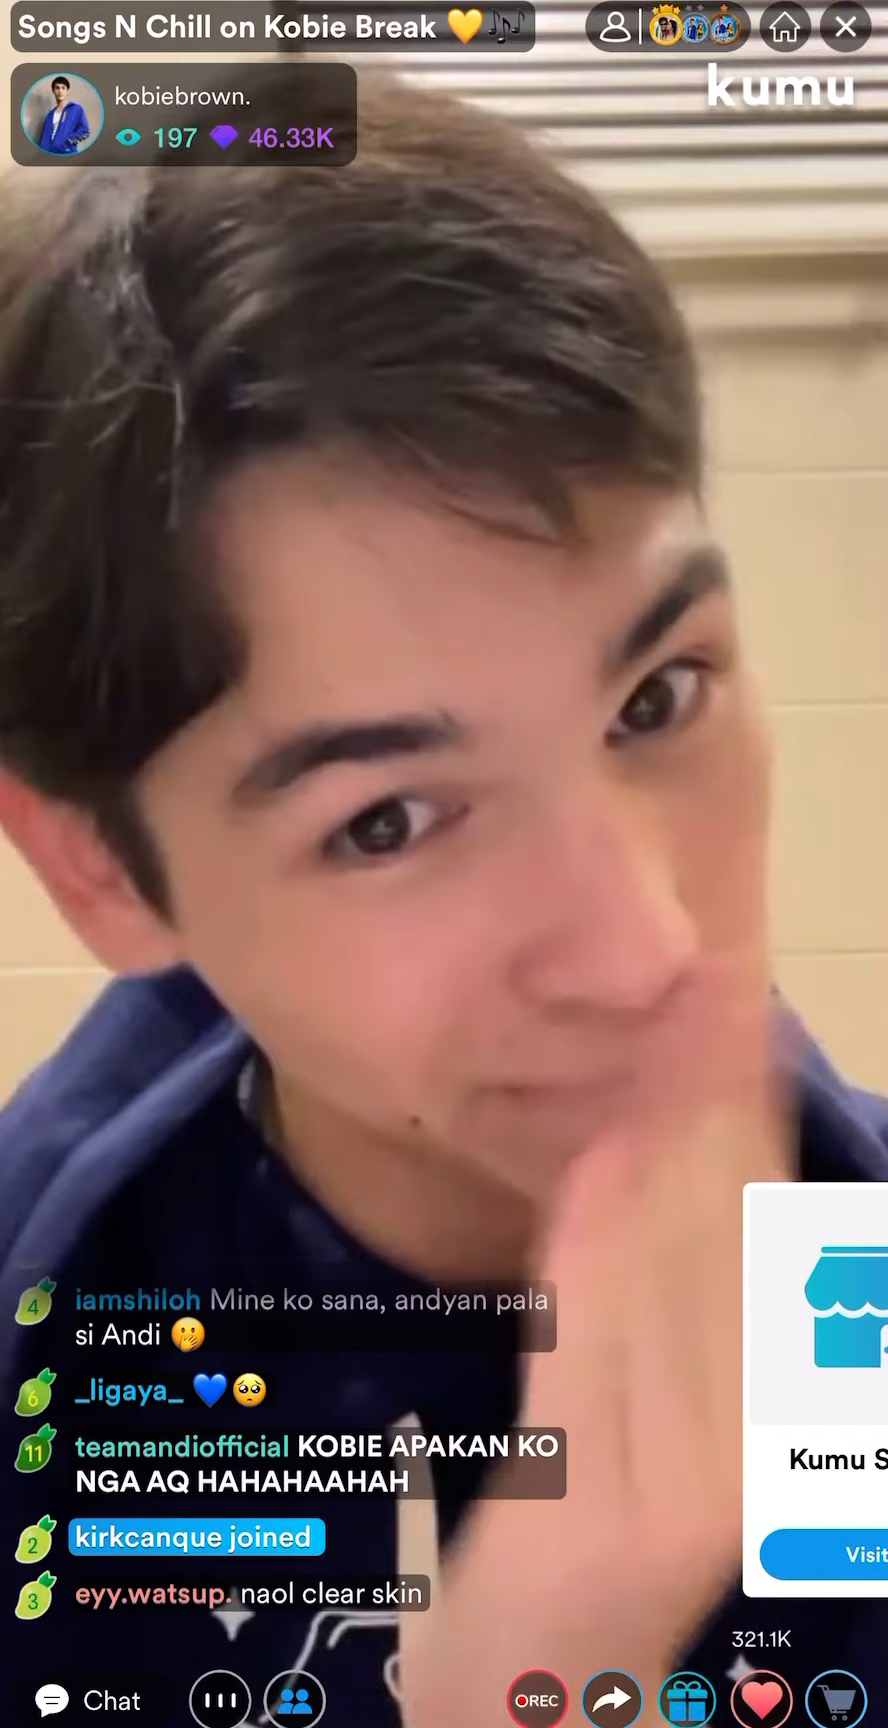 Songs N Chill on Kobie Break 💛🎶
kobiebrown.
197 46.33K
kumu
4 iamshiloh Mine ko sana, andyan pala
si Andi 🤭
6 _ligaya_ 💙🥺
11 teamandiofficial KOBIE APAKAN KO
NGA AQ HAHAHAAHAH
2 kirkcanque joined
3 eyy.watsup. naol clear skin
Kumu S
Visit
321.1K
Chat
REC